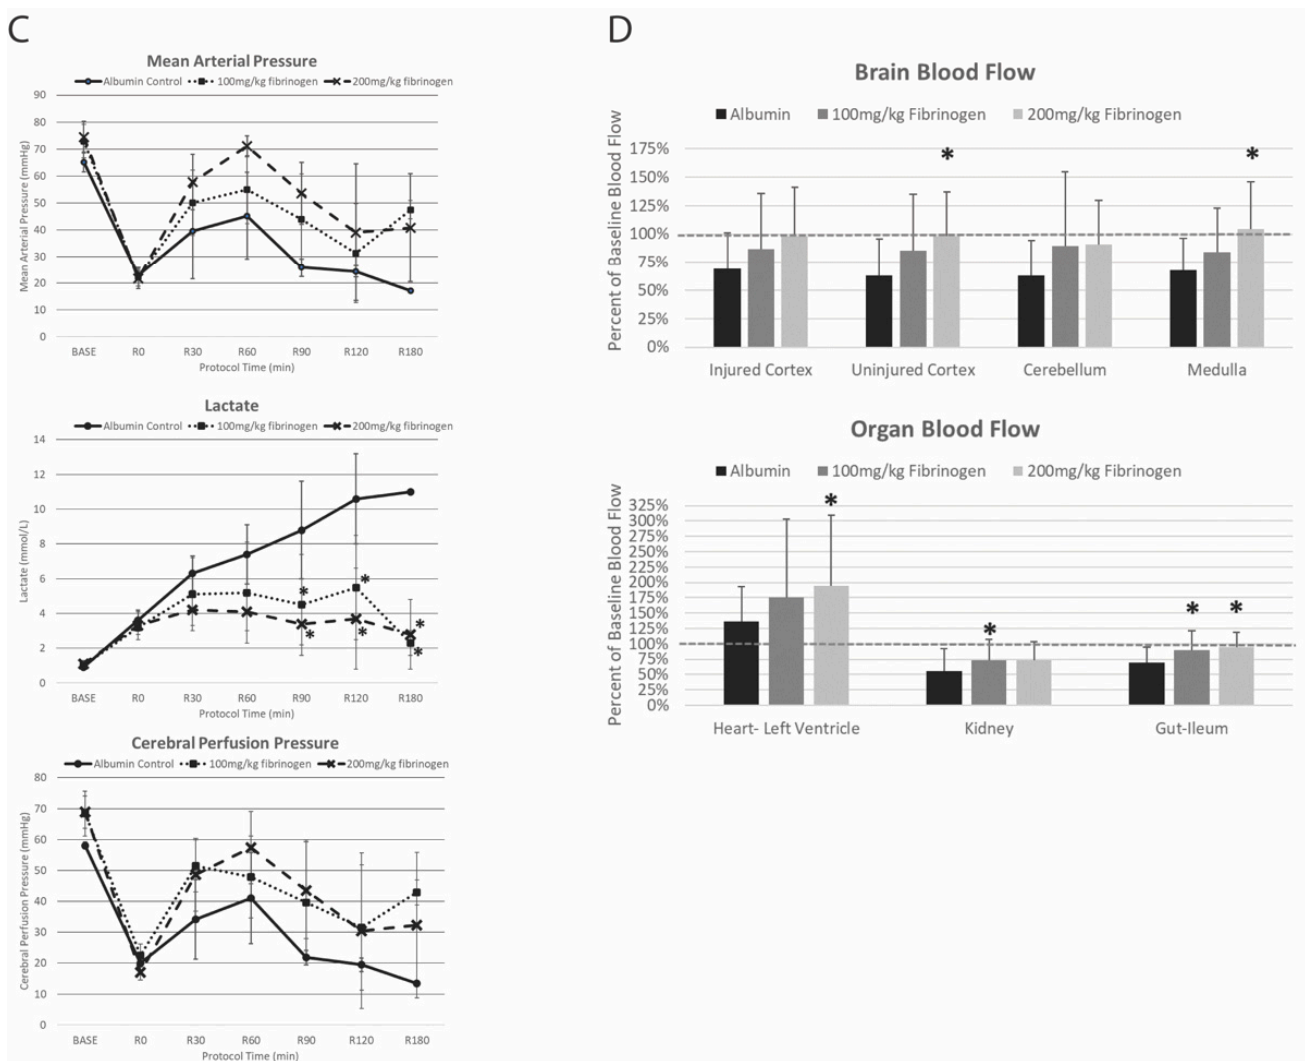 C
Mean Arterial Pressure
Albumin Control 100mg/kg fibrinogen 200mg/kg fibrinogen
Mean Arterial Pressure (mmHg)
90
80
70
60
50
40
30
20
10
0
BASE R0 R30 R60 R90 R120 R180
Protocol Time (min)
Lactate
Albumin Control 100mg/kg fibrinogen 200mg/kg fibrinogen
Lactate (mmol/L)
14
12
10
8
6
4
2
0
* * * * * *
BASE R0 R30 R60 R90 R120 R180
Protocol Time (min)
Cerebral Perfusion Pressure
Albumin Control 100mg/kg fibrinogen 200mg/kg fibrinogen
Cerebral Perfusion Pressure (mmHg)
80
70
60
50
40
30
20
10
0
BASE R0 R30 R60 R90 R120 R180
Protocol Time (min)
D
Brain Blood Flow
Albumin 100mg/kg Fibrinogen 200mg/kg Fibrinogen
Percent of Baseline Blood Flow
175%
150%
125%
100%
75%
50%
25%
0%
* *
Injured Cortex Uninjured Cortex Cerebellum Medulla
Organ Blood Flow
Albumin 100mg/kg Fibrinogen 200mg/kg Fibrinogen
Percent of Baseline Blood Flow
325%
300%
275%
250%
225%
200%
175%
150%
125%
100%
75%
50%
25%
0%
* * * *
Heart- Left Ventricle Kidney Gut-Ileum